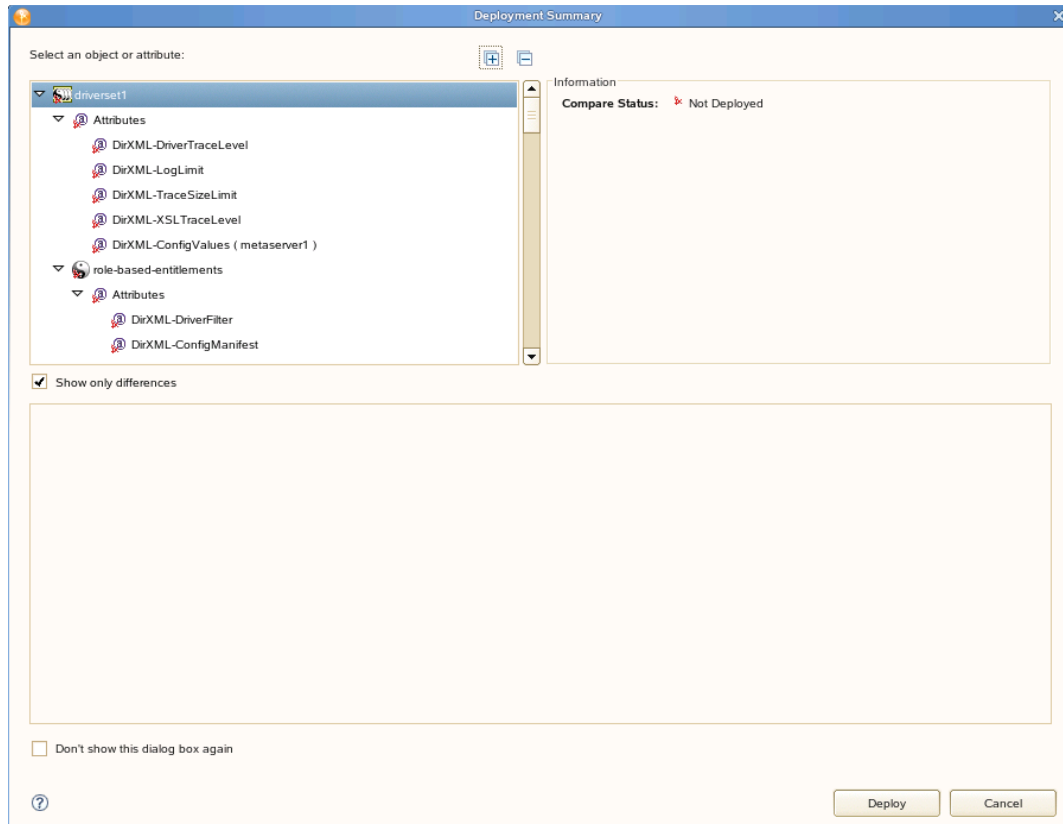 Deployment Summary
Select an object or attribute:
driverset1
Attributes
DirXML-DriverTraceLevel
DirXML-LogLimit
DirXML-TraceSizeLimit
DirXML-XSLTraceLevel
DirXML-ConfigValues ( metaserver1 )
role-based-entitlements
Attributes
DirXML-DriverFilter
DirXML-ConfigManifest
Information
Compare Status: Not Deployed
Show only differences
Don't show this dialog box again
Deploy Cancel